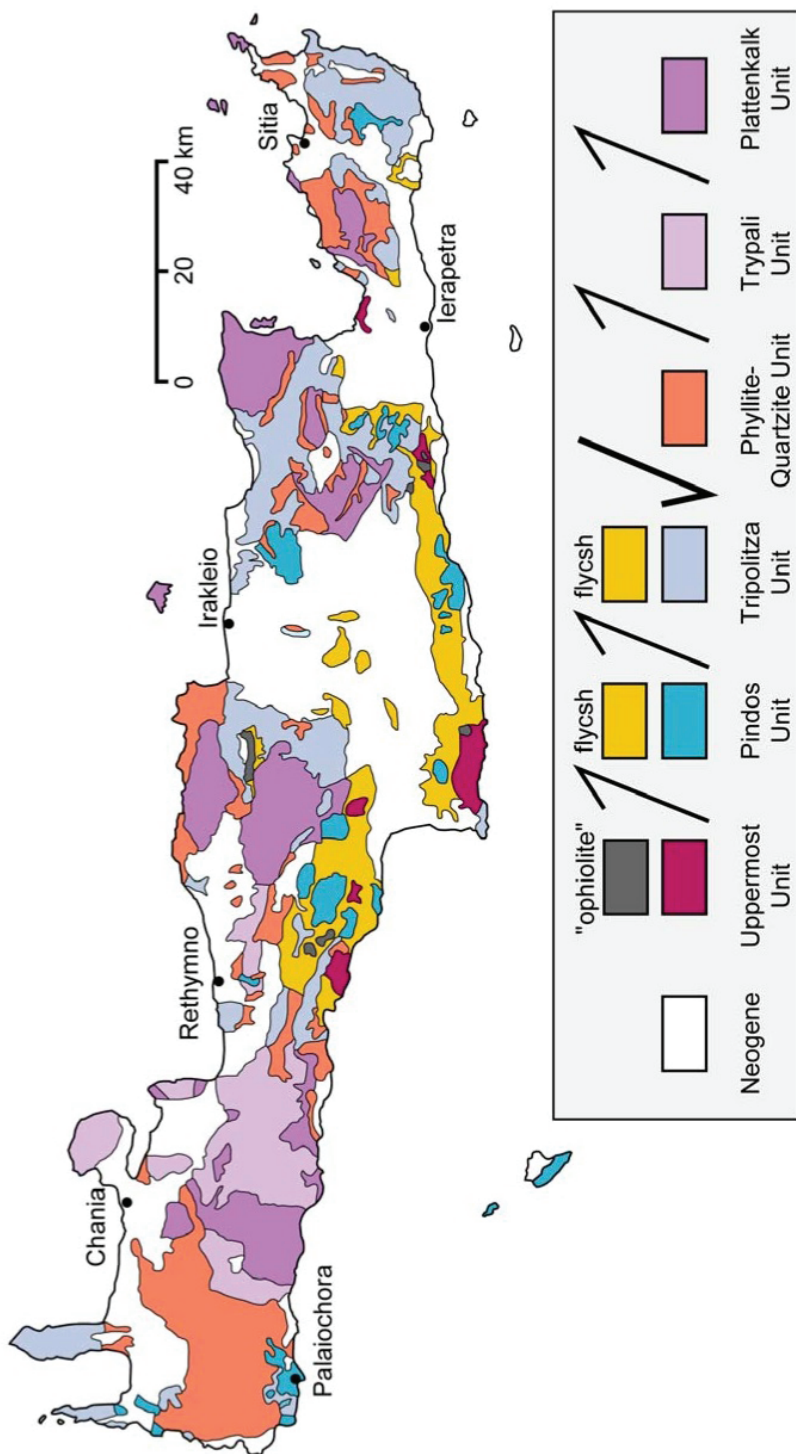 Chania
Rethymno
Irakleio
Sitia
Ierapetra
Palaiochora
0 20 40 km
"ophiolite"
flycsh
flycsh
Neogene
Uppermost
Unit
Pindos
Unit
Tripolitza
Unit
Phyllite-
Quartzite Unit
Trypali
Unit
Plattenkalk
Unit